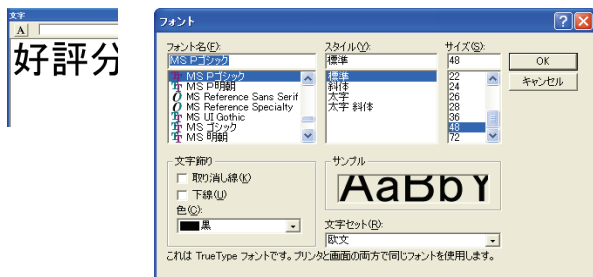 文字
A
好評分
フォント
フォント名(F):
MS Pゴシック
MS Pゴシック
MS P明朝
MS Reference Sans Serif
MS Reference Specialty
MS UI Gothic
MS ゴシック
MS 明朝
スタイル(Y):
標準
標準
斜体
太字
太字 斜体
サイズ(S):
48
22
24
26
28
36
48
72
OK
キャンセル
文字飾り
取り消し線(K)
下線(U)
色(C):
黒
サンプル
AaBbY
文字セット(R):
欧文
これは TrueType フォントです。プリンタと画面の両方で同じフォントを使用します。